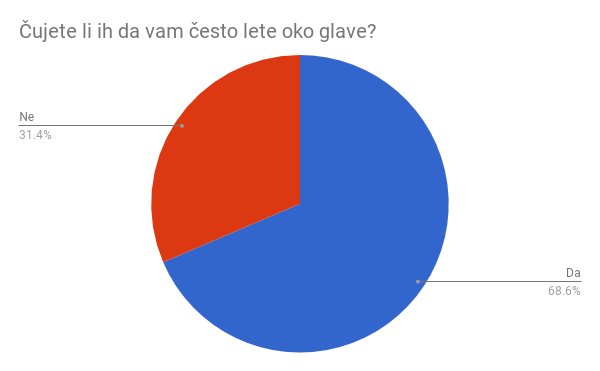 Čujete li ih da vam često lete oko glave?
Ne
31.4%
Da
68.6%